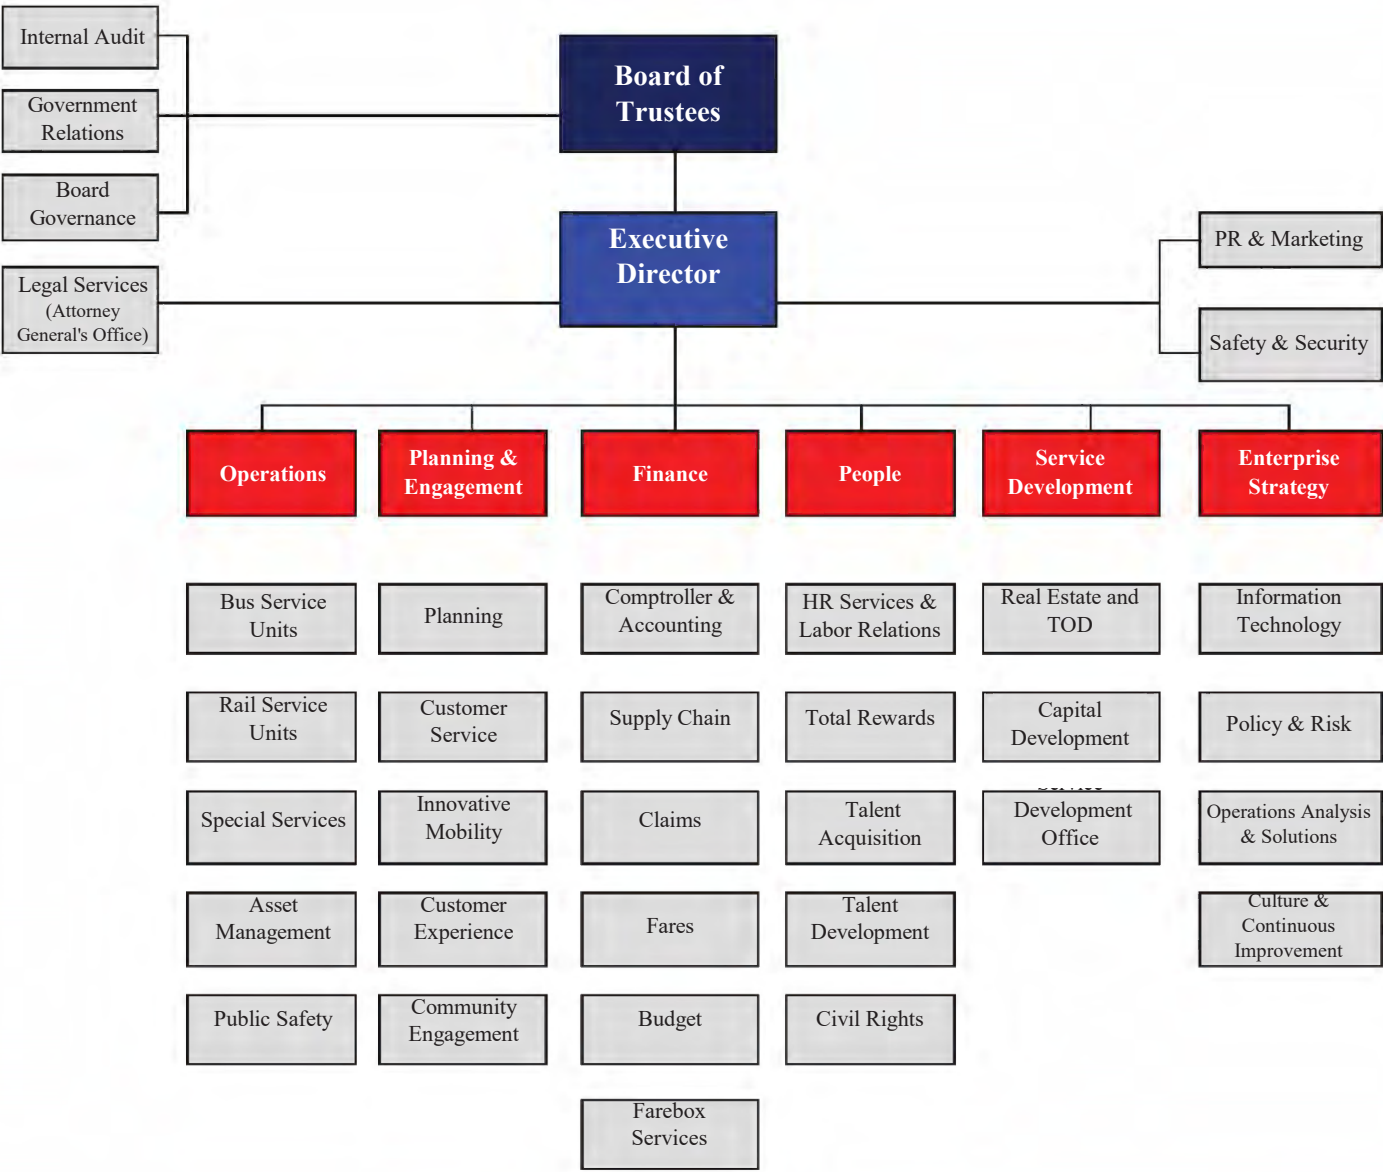 Internal Audit
Government
Relations
Board
Governance
Legal Services
(Attorney
General's Office)
Board of
Trustees
Executive
Director
PR & Marketing
Safety & Security
Operations
Planning &
Engagement
Finance
People
Service
Development
Enterprise
Strategy
Bus Service
Units
Planning
Comptroller &
Accounting
HR Services &
Labor Relations
Real Estate and
TOD
Information
Technology
Rail Service
Units
Customer
Service
Supply Chain
Total Rewards
Capital
Development
Policy & Risk
Special Services
Innovative
Mobility
Claims
Talent
Acquisition
Development
Office
Operations Analysis
& Solutions
Asset
Management
Customer
Experience
Fares
Talent
Development
Culture &
Continuous
Improvement
Public Safety
Community
Engagement
Budget
Civil Rights
Farebox
Services